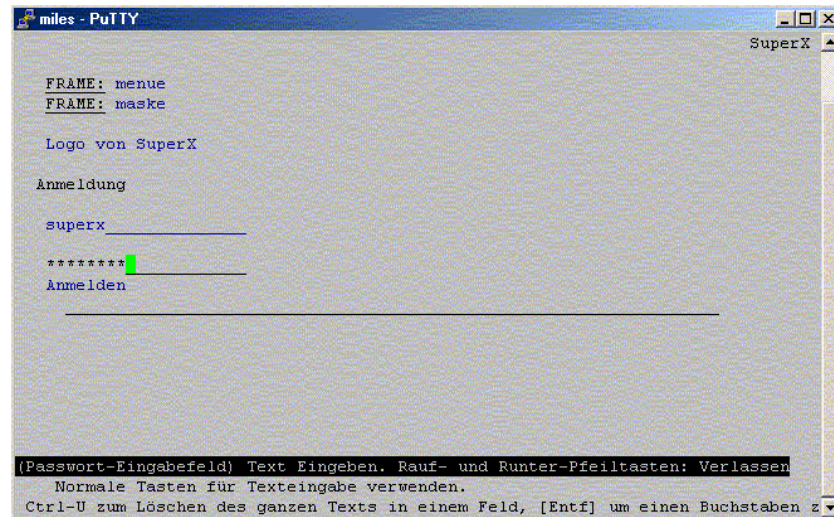 miles - PuTTY
SuperX
FRAME: menue
FRAME: maske
Logo von SuperX
Anmeldung
superx
********
Anmelden
(Passwort-Eingabefeld) Text Eingeben. Rauf- und Runter-Pfeiltasten: Verlassen
Normale Tasten für Texteingabe verwenden.
Ctrl-U zum Löschen des ganzen Texts in einem Feld, [Entf] um einen Buchstaben z